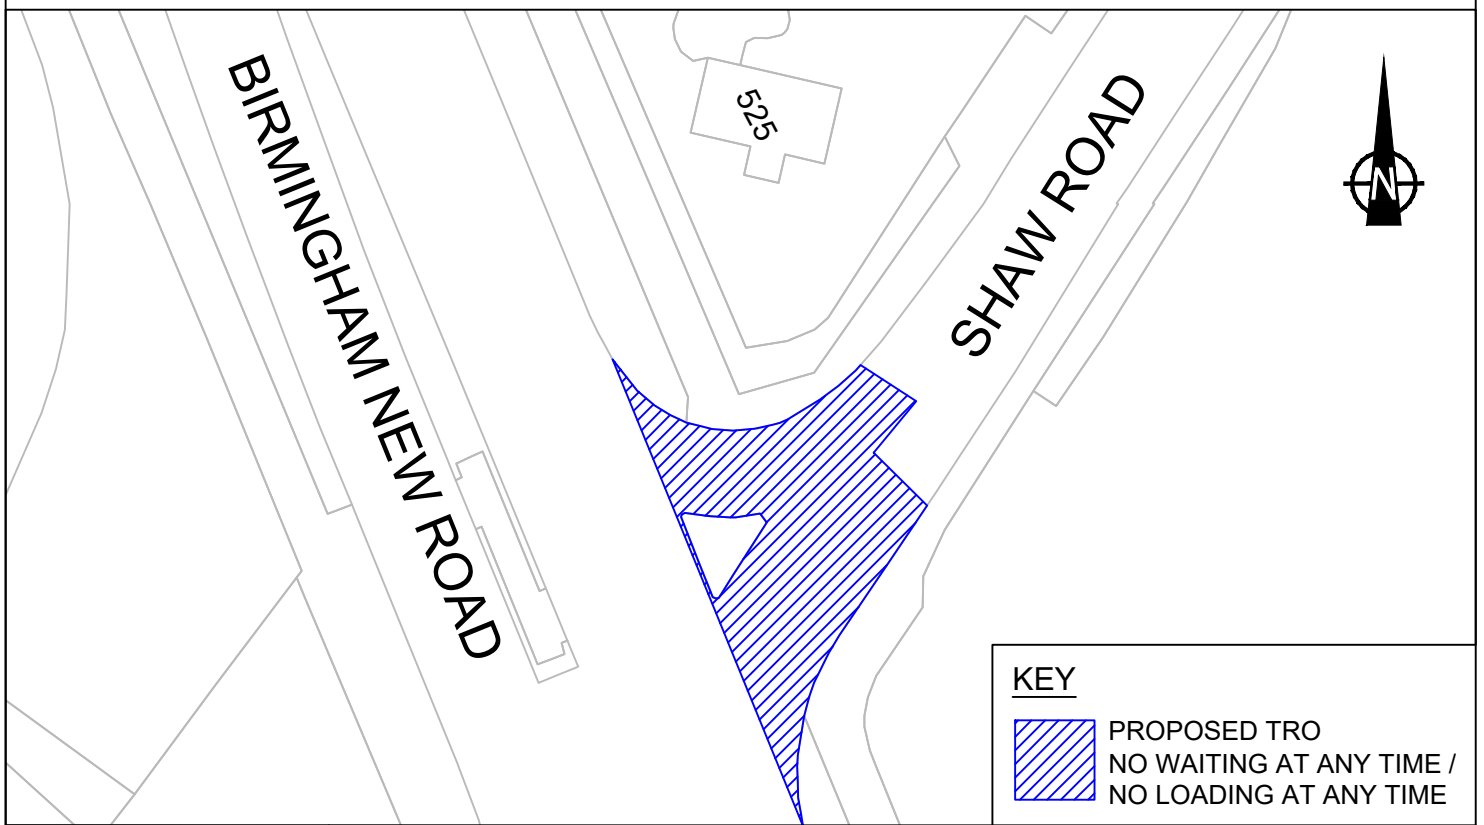 BIRMINGHAM NEW ROAD
525
SHAW ROAD
N
KEY
PROPOSED TRO
NO WAITING AT ANY TIME /
NO LOADING AT ANY TIME